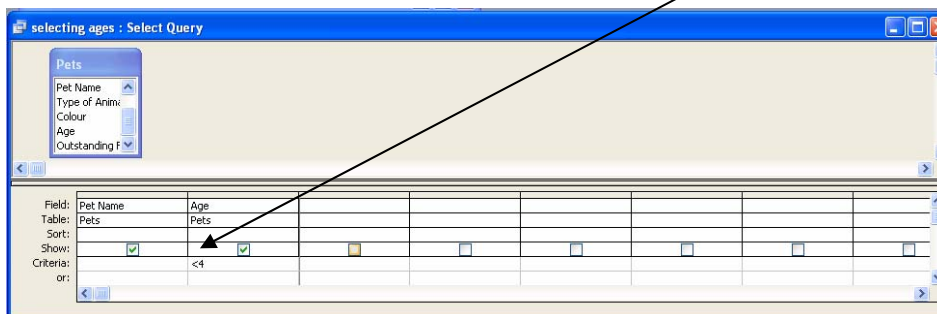 selecting ages : Select Query
Pets
Pet Name
Type of Anima
Colour
Age
Outstanding F
Field: Pet Name Age
Table: Pets Pets
Sort:
Show:
Criteria: <4
or: